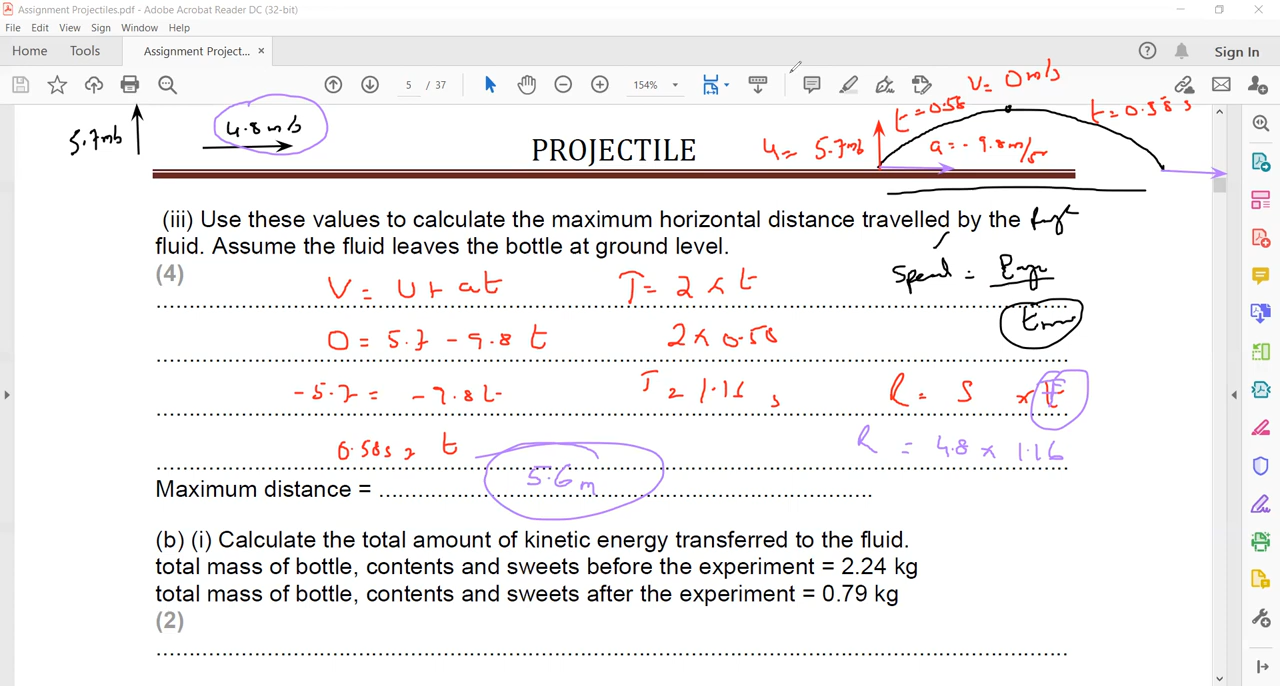 Assignment Projectiles.pdf - Adobe Acrobat Reader DC (32-bit)
File Edit View Sign Window Help
Home Tools Assignment Project... × Sign In
5 / 37 154%
5.7m/s 4.8 m/s
PROJECTILE
u = 5.7m/s t = 0.58 v = 0 m/s t = 0.58 s
a = - 9.8m/s²
(iii) Use these values to calculate the maximum horizontal distance travelled by the
fluid. Assume the fluid leaves the bottle at ground level.
(4)
Speed =
V = U + at T = 2 × t
0 = 5.7 - 9.8 t 2 × 0.58
-5.7 = - 9.8t T = 1.16 s R = S × T
0.58s = t R = 4.8 × 1.16
Maximum distance = ........ 5.6 m ........
(b) (i) Calculate the total amount of kinetic energy transferred to the fluid.
total mass of bottle, contents and sweets before the experiment = 2.24 kg
total mass of bottle, contents and sweets after the experiment = 0.79 kg
(2)